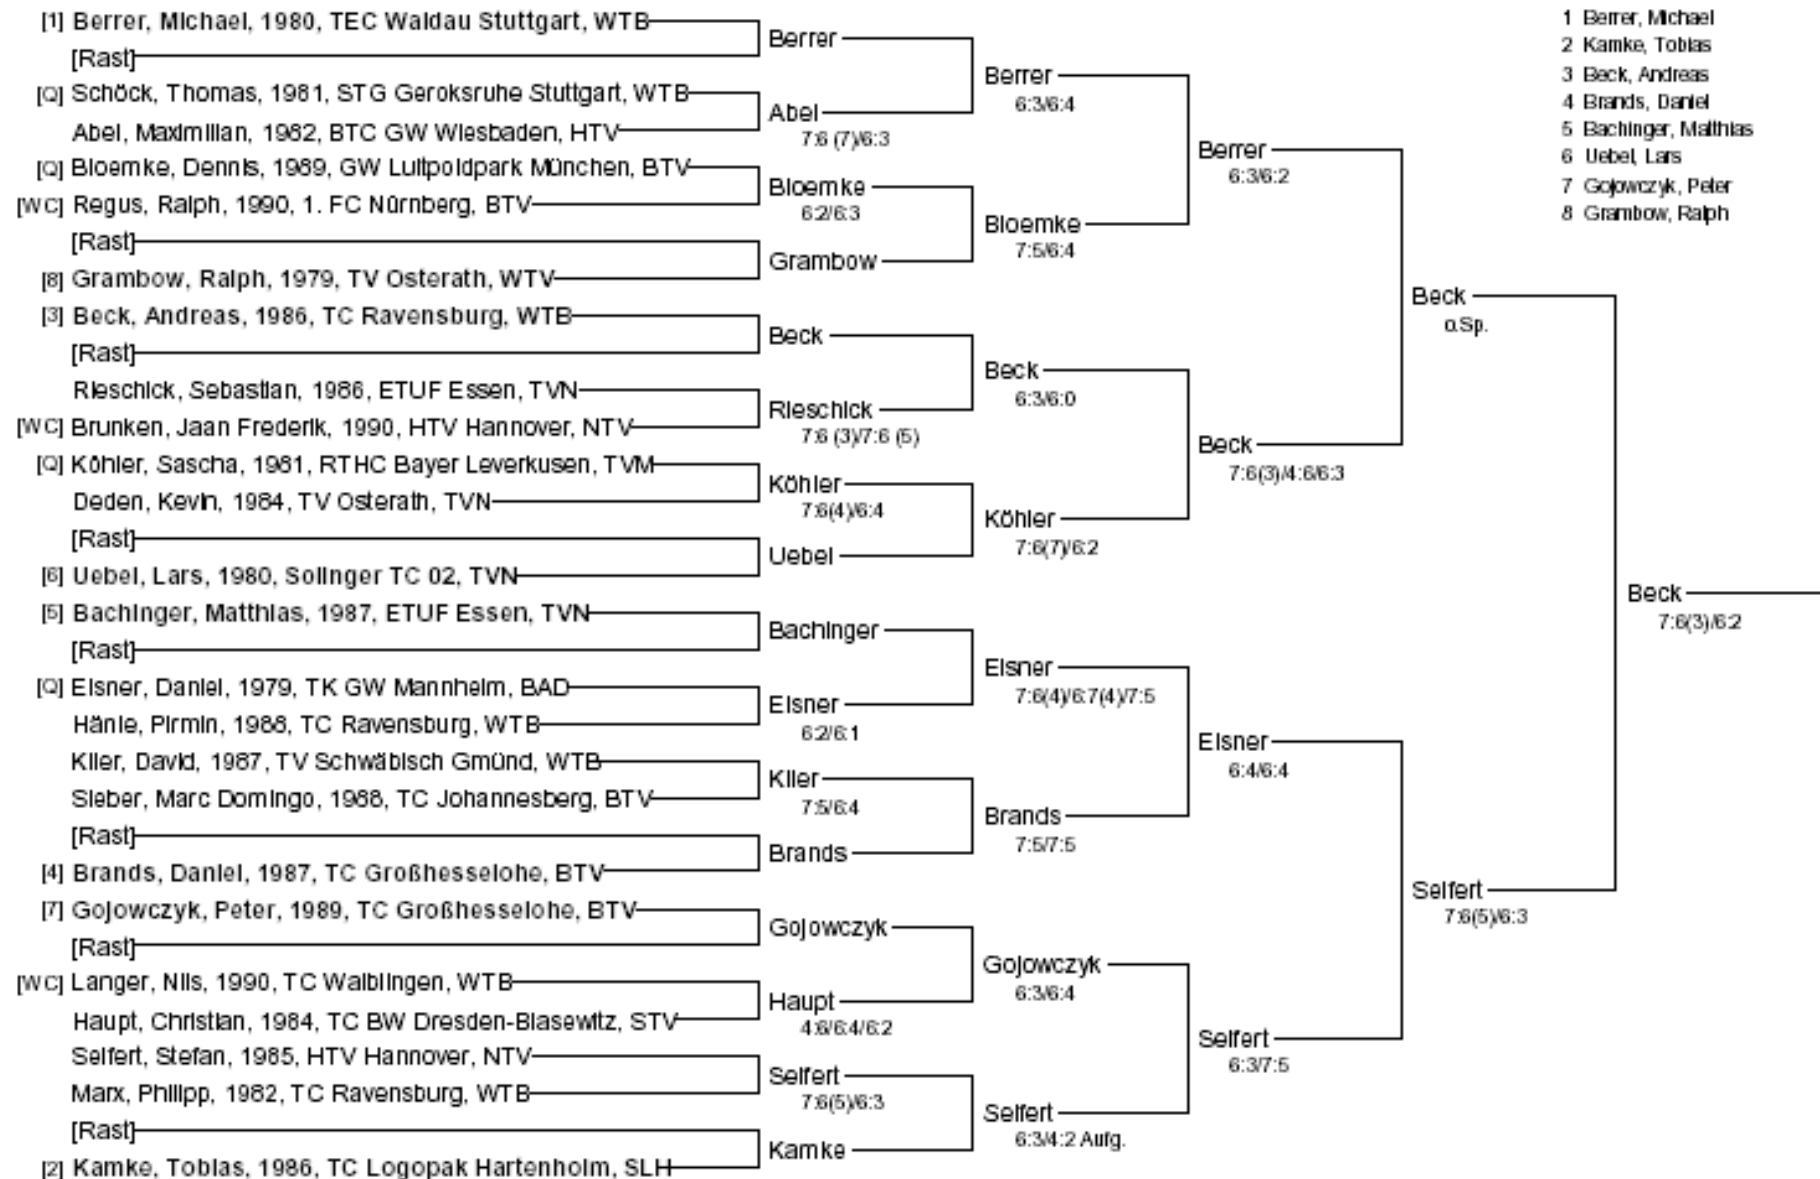 [1] Berrer, Michael, 1980, TEC Waldau Stuttgart, WTB
[Rast]
[Q] Schöck, Thomas, 1981, STG Geroksruhe Stuttgart, WTB
Abel, Maximilian, 1982, BTC GW Wiesbaden, HTV
[Q] Bloemke, Dennis, 1989, GW Luitpoldpark München, BTV
[WC] Regus, Ralph, 1990, 1. FC Nürnberg, BTV
[Rast]
[8] Grambow, Ralph, 1979, TV Osterath, WTV
[3] Beck, Andreas, 1986, TC Ravensburg, WTB
[Rast]
Rieschick, Sebastian, 1986, ETUF Essen, TVN
[WC] Brunken, Jaan Frederik, 1990, HTV Hannover, NTV
[Q] Köhler, Sascha, 1981, RTHC Bayer Leverkusen, TVM
Deden, Kevin, 1984, TV Osterath, TVN
[Rast]
[6] Uebel, Lars, 1980, Solinger TC 02, TVN
[5] Bachinger, Matthias, 1987, ETUF Essen, TVN
[Rast]
[Q] Elsner, Daniel, 1979, TK GW Mannheim, BAD
Hänle, Pirmin, 1988, TC Ravensburg, WTB
Klier, David, 1987, TV Schwäbisch Gmünd, WTB
Sieber, Marc Domingo, 1988, TC Johannesberg, BTV
[Rast]
[4] Brands, Daniel, 1987, TC Großhesselohe, BTV
[7] Gojowczyk, Peter, 1989, TC Großhesselohe, BTV
[Rast]
[WC] Langer, Nils, 1990, TC Waiblingen, WTB
Haupt, Christian, 1984, TC BW Dresden-Blasewitz, STV
Seifert, Stefan, 1985, HTV Hannover, NTV
Marx, Philipp, 1982, TC Ravensburg, WTB
[Rast]
[2] Kamke, Tobias, 1986, TC Logopak Hartenholm, SLH
Berrer
Abel
7:6 (7)/6:3
Bloemke
6:2/6:3
Grambow
Beck
Rieschick
7:6 (3)/7:6 (5)
Köhler
7:6(4)/6:4
Uebel
Bachinger
Elsner
6:2/6:1
Klier
7:5/6:4
Brands
Gojowczyk
Haupt
4:6/6:4/6:2
Seifert
7:6(5)/6:3
Kamke
Berrer
6:3/6:4
Bloemke
7:5/6:4
Beck
6:3/6:0
Köhler
7:6(7)/6:2
Elsner
7:6(4)/6:7(4)/7:5
Brands
7:5/7:5
Gojowczyk
6:3/6:4
Seifert
6:3/4:2 Aufg.
Berrer
6:3/6:2
Beck
7:6(3)/4:6/6:3
Elsner
6:4/6:4
Seifert
6:3/7:5
Beck
o.Sp.
Seifert
7:6(5)/6:3
Beck
7:6(3)/6:2
1 Berrer, Michael
2 Kamke, Tobias
3 Beck, Andreas
4 Brands, Daniel
5 Bachinger, Matthias
6 Uebel, Lars
7 Gojowczyk, Peter
8 Grambow, Ralph